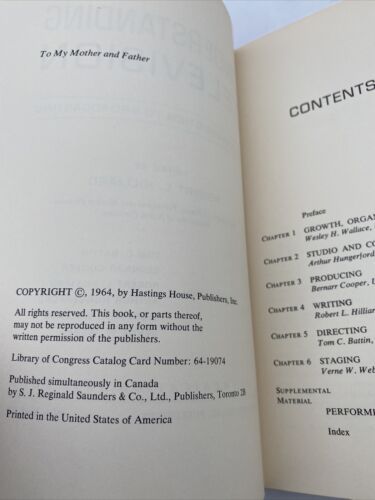 To My Mother and Father
COPYRIGHT ©, 1964, by Hastings House, Publishers, Inc.
All rights reserved. This book, or parts thereof,
may not be reproduced in any form without the
written permission of the publishers.
Library of Congress Catalog Card Number: 64-19074
Published simultaneously in Canada
by S. J. Reginald Saunders & Co., Ltd., Publishers, Toronto 2B
Printed in the United States of America
CONTENTS
Preface
CHAPTER 1 GROWTH, ORGAN
Wesley H. Wallace,
CHAPTER 2 STUDIO AND CO
Arthur Hungerford
CHAPTER 3 PRODUCING
Bernarr Cooper,
CHAPTER 4 WRITING
Robert L. Hilliar
CHAPTER 5 DIRECTING
Tom C. Battin,
CHAPTER 6 STAGING
Verne W. Web
SUPPLEMENTAL
MATERIAL
PERFORM
Index